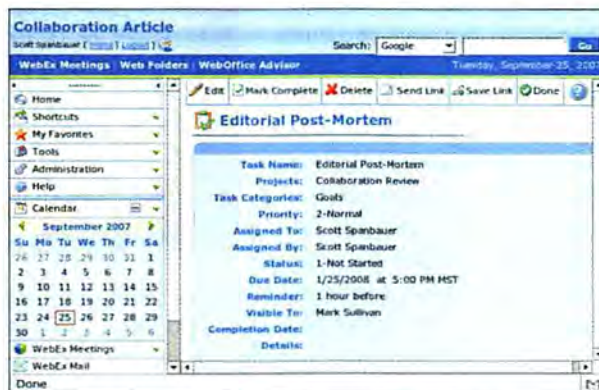 Collaboration Article
Scott Spanbauer [ Home | Logout ]
Search: Google Go
WebEx Meetings Web Folders WebOffice Advisor Tuesday, September 25, 2007
Home
Shortcuts
My Favorites
Tools
Administration
Help
Calendar
September 2007
Su Mo Tu We Th Fr Sa
26 27 28 29 30 31 1
2 3 4 5 6 7 8
9 10 11 12 13 14 15
16 17 18 19 20 21 22
23 24 25 26 27 28 29
30 1 2 3 4 5 6
WebEx Meetings
WebEx Mail
Done
Edit Mark Complete Delete Send Link Save Link Done ?
Editorial Post-Mortem
Task Name: Editorial Post-Mortem
Projects: Collaboration Review
Task Categories: Goals
Priority: 2-Normal
Assigned To: Scott Spanbauer
Assigned By: Scott Spanbauer
Status: 1-Not Started
Due Date: 1/25/2008 at 5:00 PM MST
Reminder: 1 hour before
Visible To: Mark Sullivan
Completion Date:
Details: